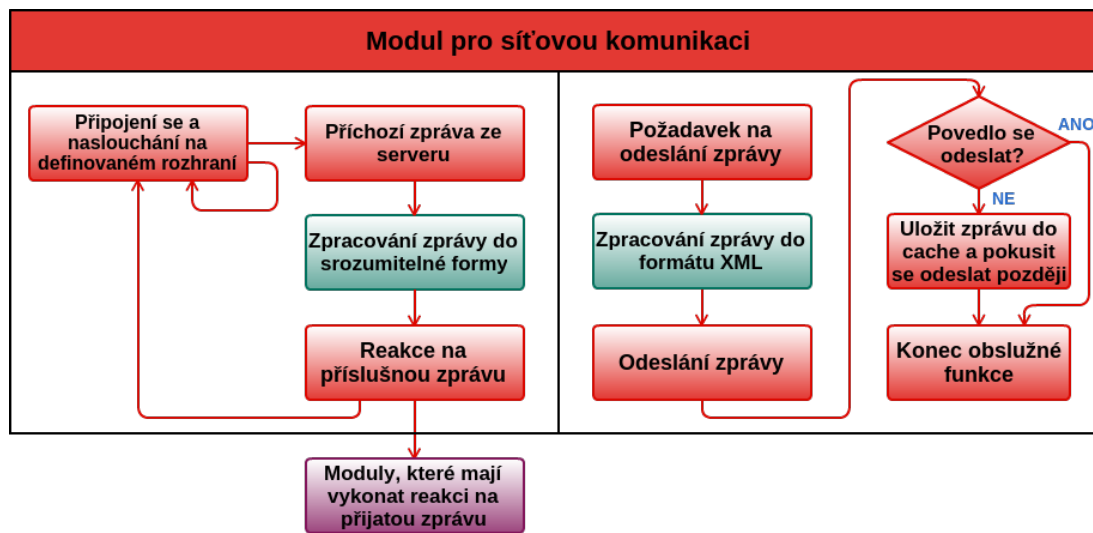 Modul pro síťovou komunikaci
Připojení se a
naslouchání na
definovaném rozhraní
Příchozí zpráva ze
serveru
Zpracování zprávy do
srozumitelné formy
Reakce na
příslušnou zprávu
Moduly, které mají
vykonat reakci na
přijatou zprávu
Požadavek na
odeslání zprávy
Zpracování zprávy do
formátu XML
Odeslání zprávy
Povedlo se
odeslat?
ANO
NE
Uložit zprávu do
cache a pokusit
se odeslat později
Konec obslužné
funkce